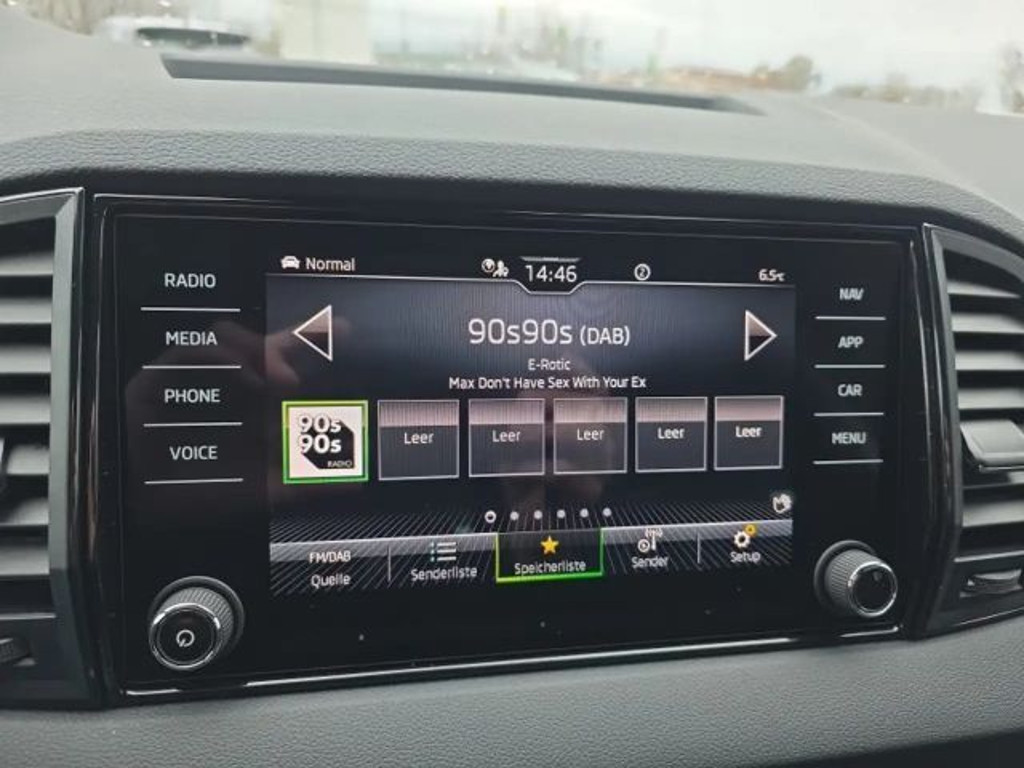 RADIO
MEDIA
PHONE
VOICE
Normal
14:46
2
6.5°C
90s90s (DAB)
E-Rotic
Max Don't Have Sex With Your Ex
90s
90s
RADIO
Leer
Leer
Leer
Leer
Leer
FM/DAB
Quelle
Senderliste
Speicherliste
Sender
Setup
NAV
APP
CAR
MENU